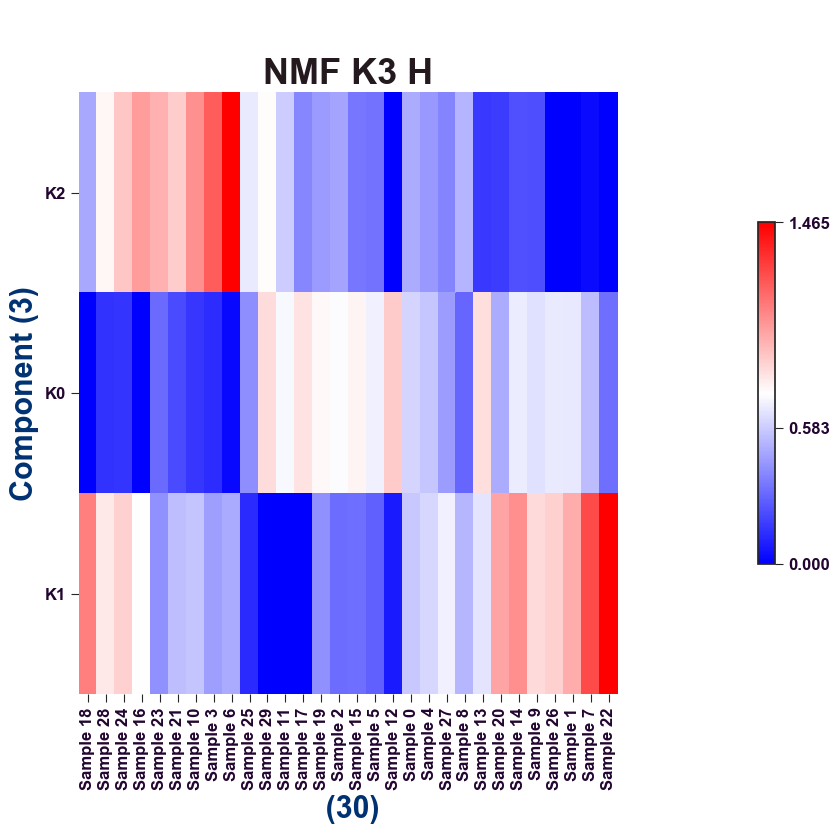 NMF K3 H
K2
K0
K1
Component (3)
1.465
0.583
0.000
Sample 18
Sample 28
Sample 24
Sample 16
Sample 23
Sample 21
Sample 10
Sample 3
Sample 6
Sample 25
Sample 29
Sample 11
Sample 17
Sample 19
Sample 2
Sample 15
Sample 5
Sample 12
Sample 0
Sample 4
Sample 27
Sample 8
Sample 13
Sample 20
Sample 14
Sample 9
Sample 26
Sample 1
Sample 7
Sample 22
(30)